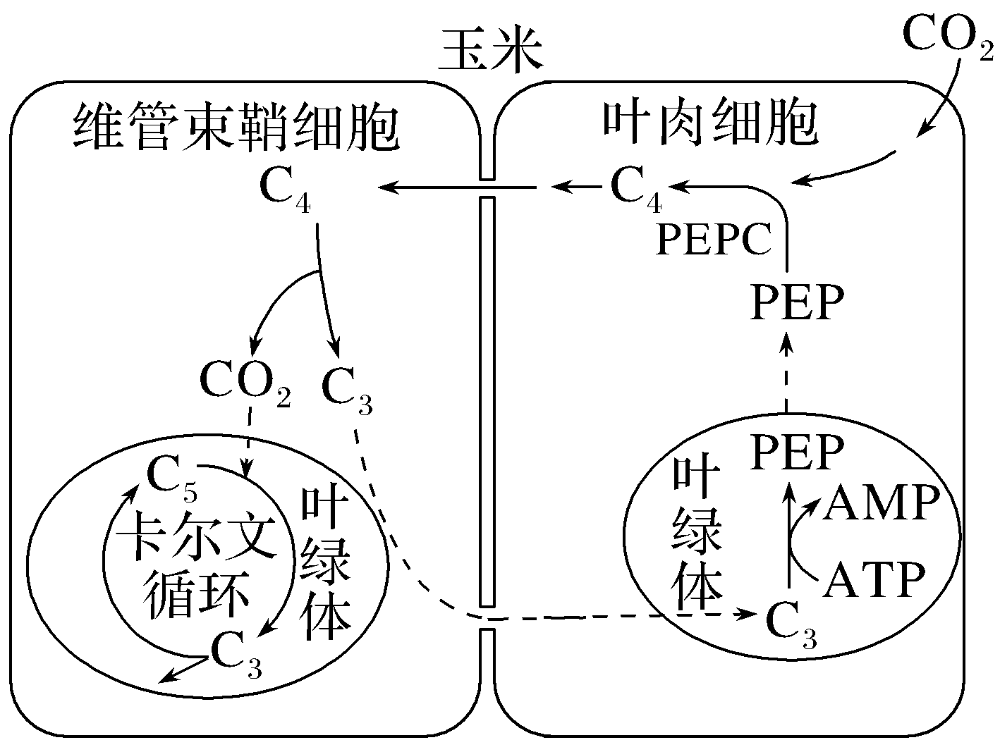 玉米
CO₂
维管束鞘细胞
叶肉细胞
C₄
C₄
PEPC
PEP
CO₂
C₃
PEP
叶绿体
AMP
ATP
C₃
C₅
卡尔文
循环
叶绿体
C₃